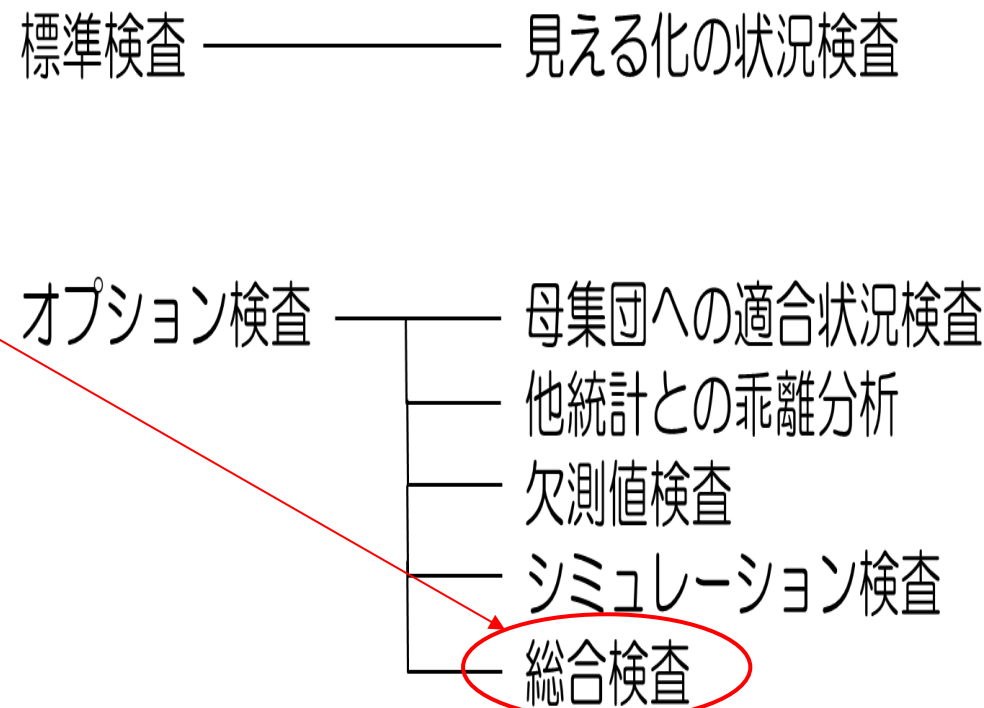 標準検査 見える化の状況検査
オプション検査 母集団への適合状況検査
他統計との乖離分析
欠測値検査
シミュレーション検査
総合検査